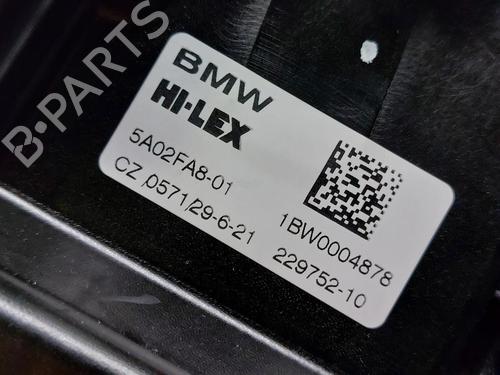 B-PARTS
BMW
HI-LEX
5A02FA8-01
CZ /0571/29-6-21
1BW0004878
229752-10